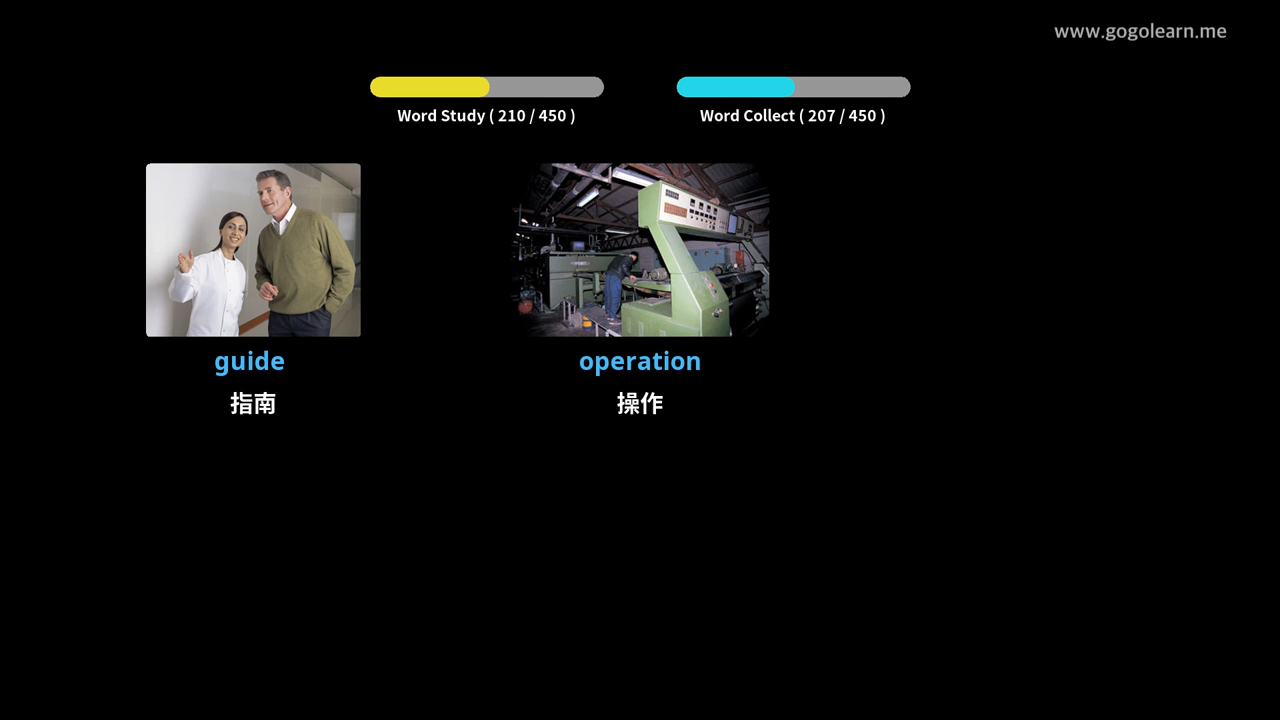 www.gogolearn.me
Word Study ( 210 / 450 )
Word Collect ( 207 / 450 )
guide
operation
指南
操作